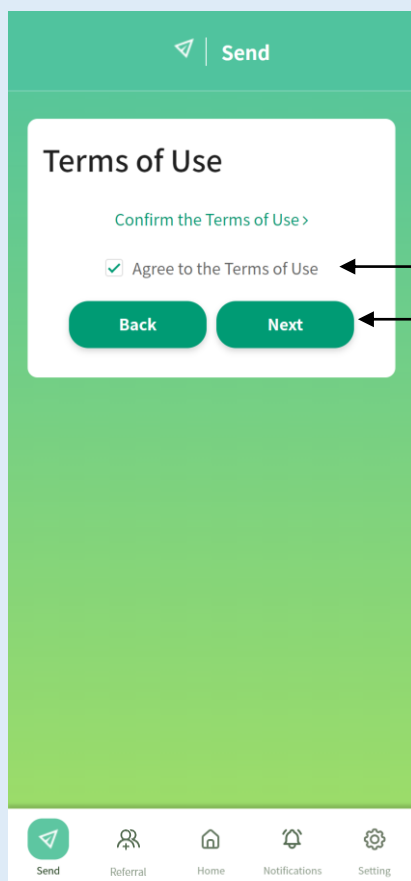 Send
Terms of Use
Confirm the Terms of Use >
Agree to the Terms of Use
Back Next
Send Referral Home Notifications Setting